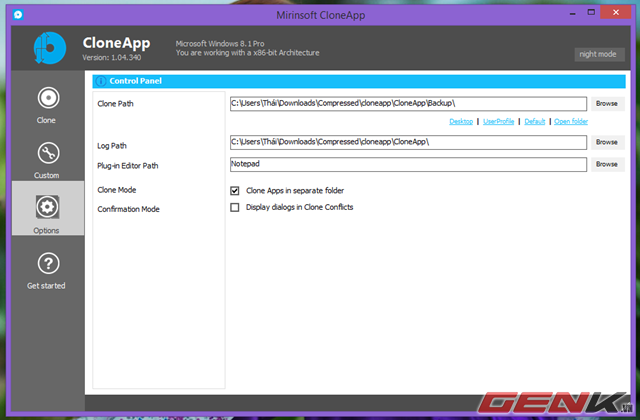 Mirinsoft CloneApp
CloneApp
Version: 1.04.340
Microsoft Windows 8.1 Pro
You are working with a x86-bit Architecture
night mode
Clone
Custom
Options
Get started
Control Panel
Clone Path
C:\Users\Thái\Downloads\Compressed\cloneapp\CloneApp\Backup\
Browse
Desktop | UserProfile | Default | Open folder
Log Path
C:\Users\Thái\Downloads\Compressed\cloneapp\CloneApp\
Browse
Plug-in Editor Path
Notepad
Browse
Clone Mode
Clone Apps in separate folder
Confirmation Mode
Display dialogs in Clone Conflicts
GENK.VN